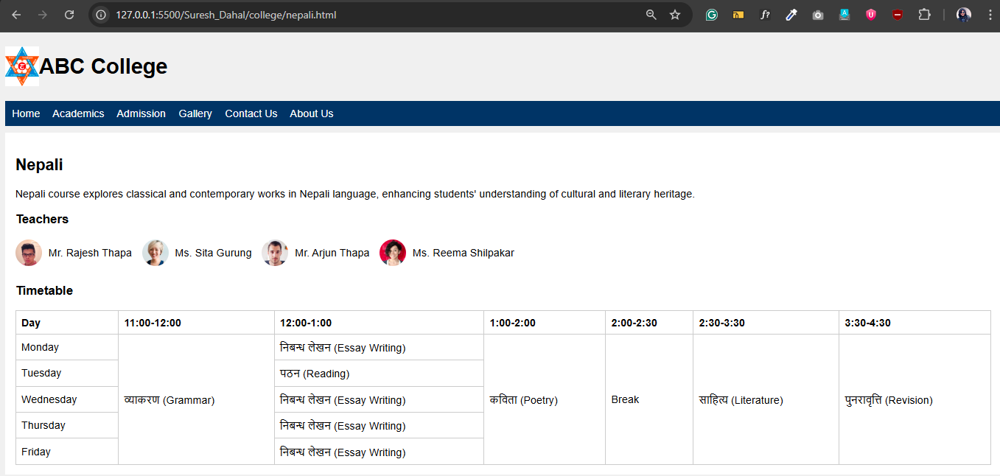 127.0.0.1:5500/Suresh_Dahal/college/nepali.html
ABC College
Home Academics Admission Gallery Contact Us About Us
Nepali
Nepali course explores classical and contemporary works in Nepali language, enhancing students' understanding of cultural and literary heritage.
Teachers
Mr. Rajesh Thapa Ms. Sita Gurung Mr. Arjun Thapa Ms. Reema Shilpakar
Timetable
Day 11:00-12:00 12:00-1:00 1:00-2:00 2:00-2:30 2:30-3:30 3:30-4:30
Monday निबन्ध लेखन (Essay Writing)
Tuesday पठन (Reading)
Wednesday व्याकरण (Grammar) निबन्ध लेखन (Essay Writing) कविता (Poetry) Break साहित्य (Literature) पुनरावृत्ति (Revision)
Thursday निबन्ध लेखन (Essay Writing)
Friday निबन्ध लेखन (Essay Writing)